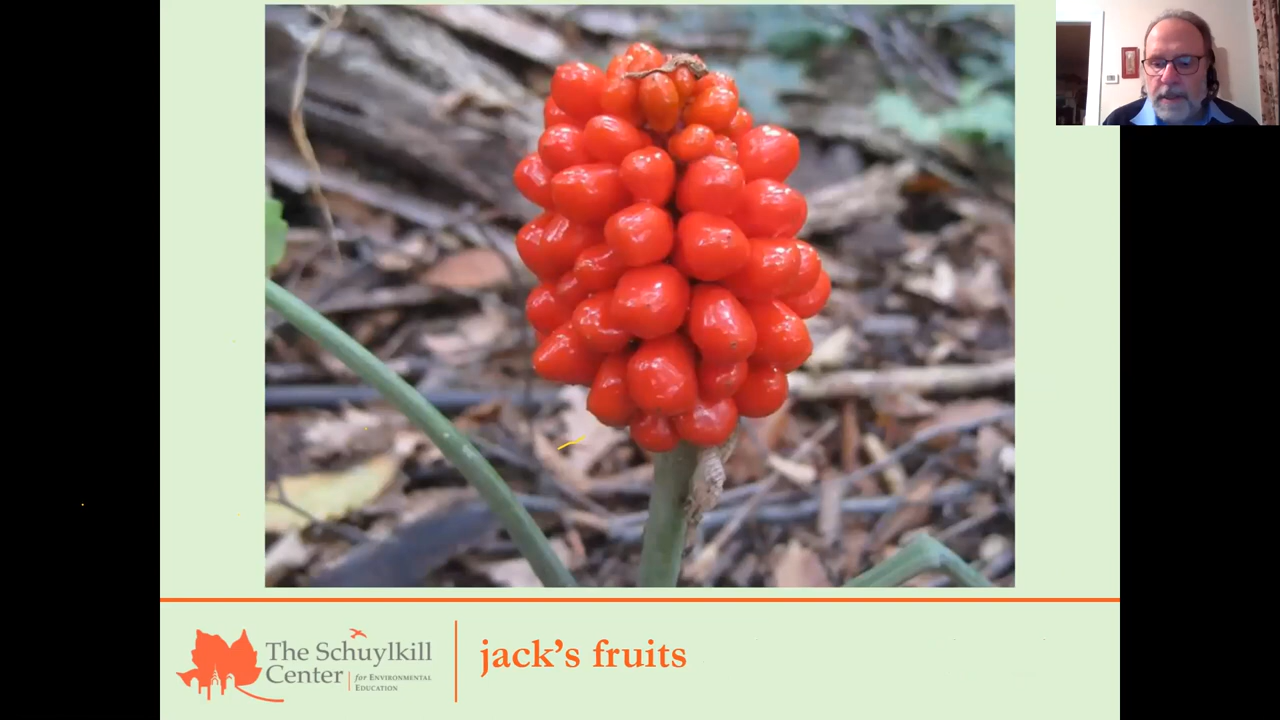 The Schuylkill
Center
for ENVIRONMENTAL
EDUCATION
jack's fruits